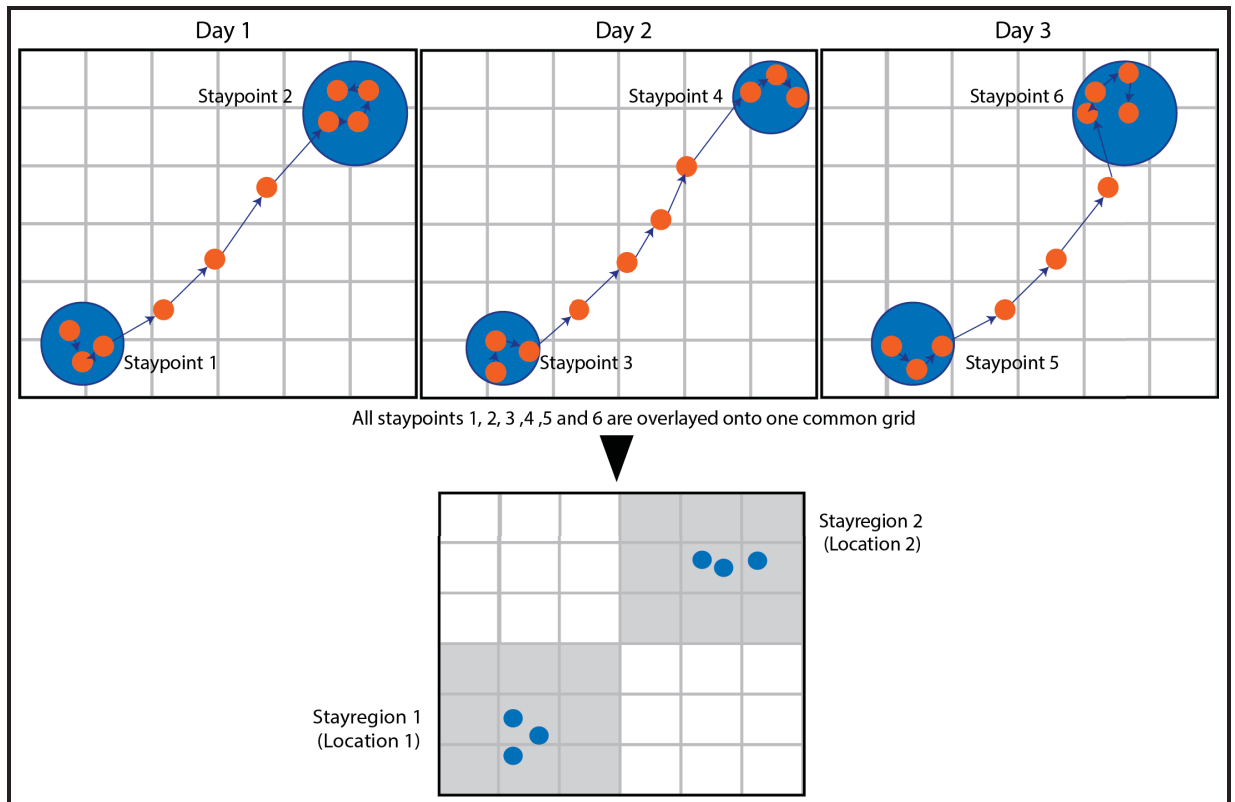 Day 1
Day 2
Day 3
Staypoint 2
Staypoint 4
Staypoint 6
Staypoint 1
Staypoint 3
Staypoint 5
All staypoints 1, 2, 3 ,4 ,5 and 6 are overlayed onto one common grid
Stayregion 2
(Location 2)
Stayregion 1
(Location 1)